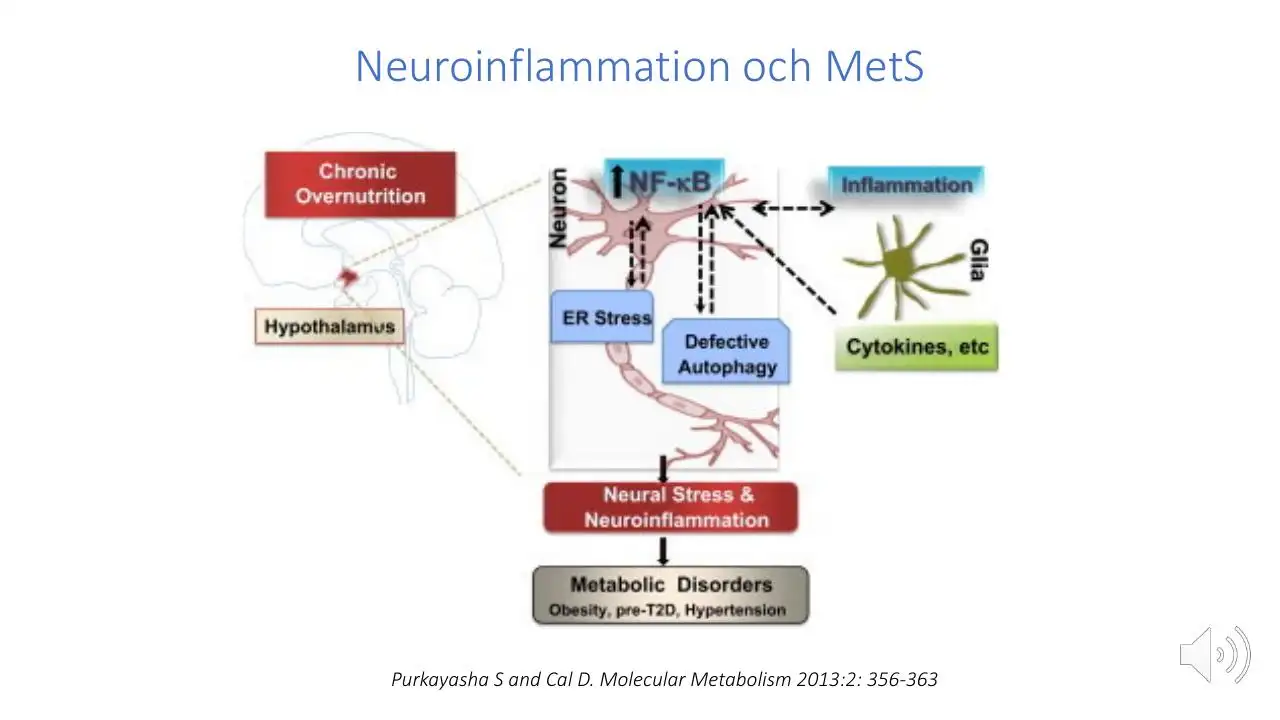 Neuroinflammation och MetS
Chronic
Overnutrition
Hypothalamus
Neuron
NF-κB
Inflammation
Glia
ER Stress
Defective
Autophagy
Cytokines, etc
Neural Stress &
Neuroinflammation
Metabolic Disorders
Obesity, pre-T2D, Hypertension
Purkayasha S and Cal D. Molecular Metabolism 2013:2: 356-363